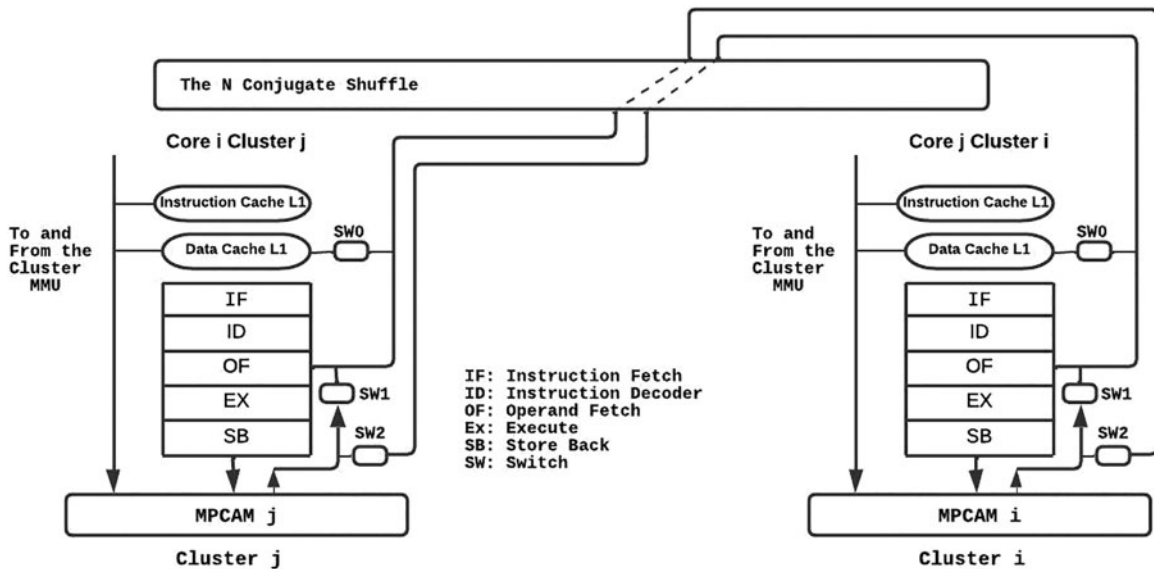 The N Conjugate Shuffle
Core i Cluster j
Instruction Cache L1
Data Cache L1
SW0
To and
From the
Cluster
MMU
IF
ID
OF
EX
SB
SW1
SW2
MPCAM j
Cluster j
IF: Instruction Fetch
ID: Instruction Decoder
OF: Operand Fetch
Ex: Execute
SB: Store Back
SW: Switch
Core j Cluster i
Instruction Cache L1
Data Cache L1
SW0
To and
From the
Cluster
MMU
IF
ID
OF
EX
SB
SW1
SW2
MPCAM i
Cluster i